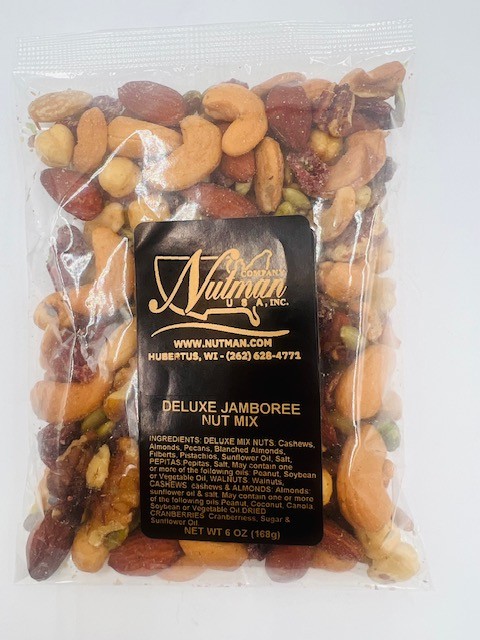 COMPANY
Nutman
U S A, INC.
WWW.NUTMAN.COM
HUBERTUS, WI - (262) 628-4771
DELUXE JAMBOREE
NUT MIX
INGREDIENTS: DELUXE MIX NUTS: Cashews,
Almonds, Pecans, Blanched Almonds,
Filberts, Pistachios, Sunflower Oil, Salt,
PEPITAS:Pepitas, Salt. May contain one
or more of the following oils: Peanut, Soybean
or Vegetable Oil, WALNUTS: Walnuts,
CASHEWS: cashews & ALMONDS: Almonds:
sunflower oil & salt. May contain one or more
of the following oils Peanut, Coconut, Canola
Soybean or Vegetable Oil DRIED
CRANBERRIES: Cranberriess, Sugar &
Sunflower Oil.
NET WT 6 OZ (168g)